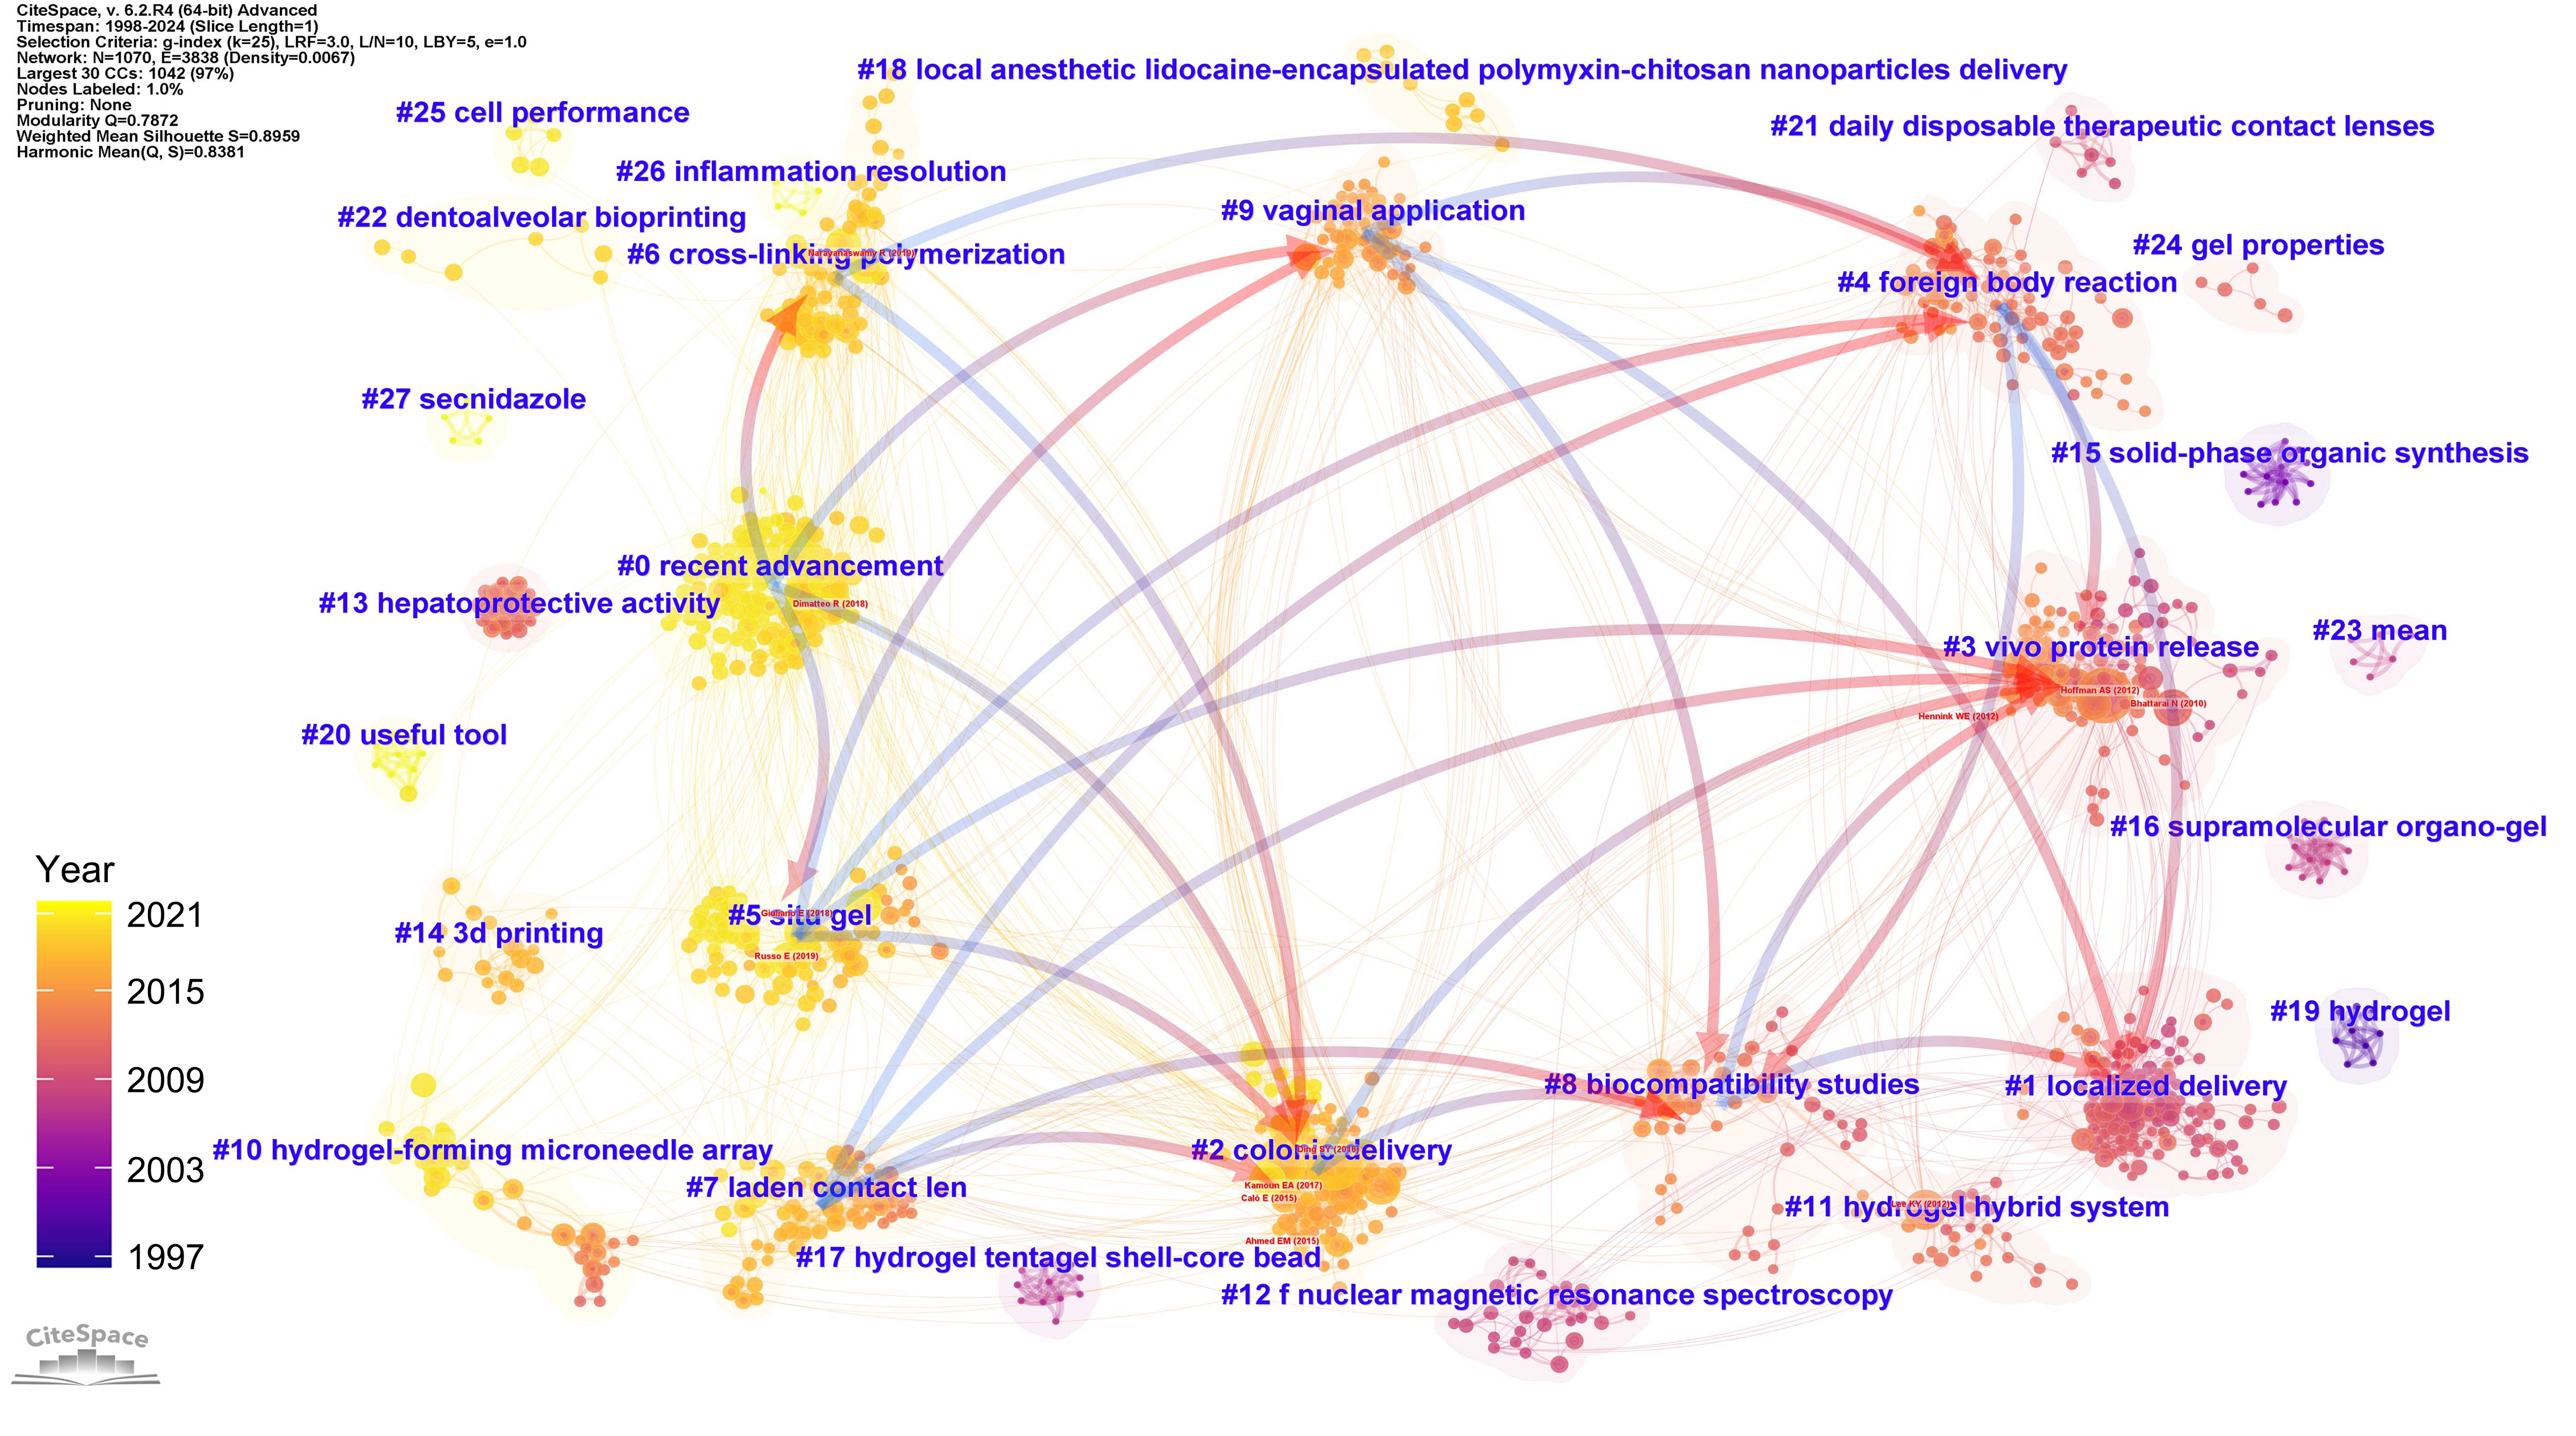 CiteSpace, v. 6.2.R4 (64-bit) Advanced
Timespan: 1998-2024 (Slice Length=1)
Selection Criteria: g-index (k=25), LRF=3.0, L/N=10, LBY=5, e=1.0
Network: N=1070, E=3838 (Density=0.0067)
Largest 30 CCs: 1042 (97%)
Nodes Labeled: 1.0%
Pruning: None
Modularity Q=0.7872
Weighted Mean Silhouette S=0.8959
Harmonic Mean(Q, S)=0.8381
#18 local anesthetic lidocaine-encapsulated polymyxin-chitosan nanoparticles delivery
#25 cell performance
#21 daily disposable therapeutic contact lenses
#26 inflammation resolution
#22 dentoalveolar bioprinting
#9 vaginal application
#24 gel properties
#6 cross-linking polymerization
Narayanaswamy R (2019)
#4 foreign body reaction
#27 secnidazole
#15 solid-phase organic synthesis
#0 recent advancement
#13 hepatoprotective activity
Dimatteo R (2018)
#23 mean
#3 vivo protein release
Hoffman AS (2012)
Bhattarai N (2010)
Hennink WE (2012)
#20 useful tool
#16 supramolecular organo-gel
Year
2021
2015
2009
2003
1997
#5 situ gel
Giuliano E (2018)
#14 3d printing
Russo E (2019)
#19 hydrogel
#8 biocompatibility studies
#1 localized delivery
#10 hydrogel-forming microneedle array
#2 colonic delivery
Ding SY (2016)
#7 laden contact len
Kamoun EA (2017)
Caló E (2015)
#11 hydrogel hybrid system
Lee KY (2012)
Ahmed EM (2015)
#17 hydrogel tentagel shell-core bead
#12 f nuclear magnetic resonance spectroscopy
CiteSpace